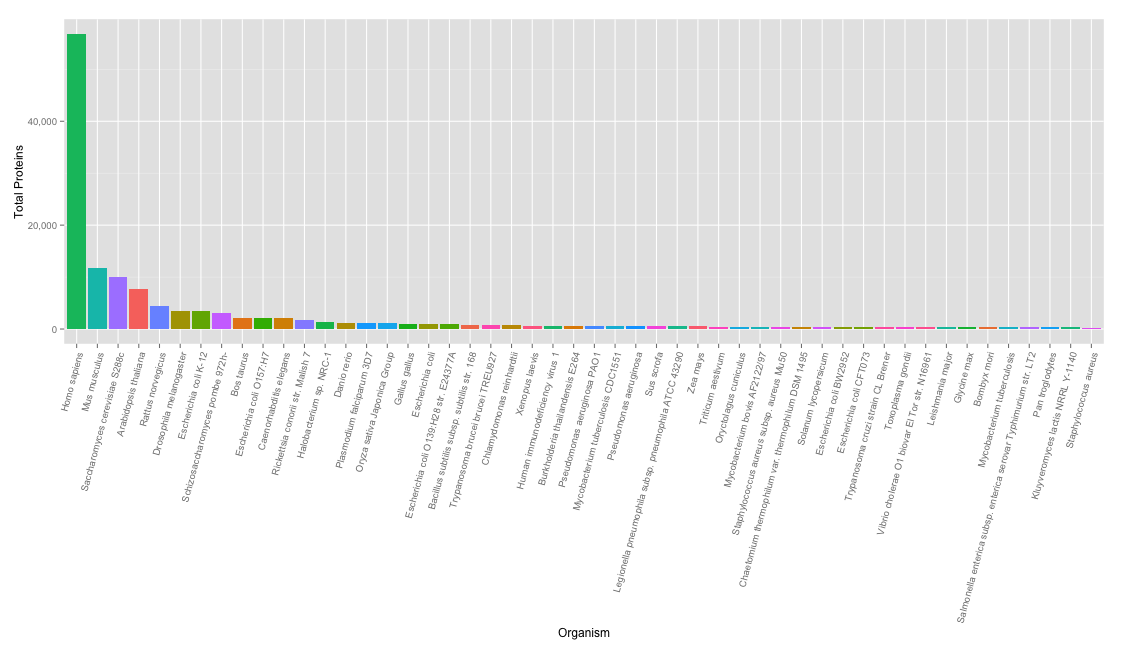 Total Proteins
40,000
20,000
0
Homo sapiens
Mus musculus
Saccharomyces cerevisiae S288c
Arabidopsis thaliana
Rattus norvegicus
Drosophila melanogaster
Escherichia coli K-12
Schizosaccharomyces pombe 972h-
Bos taurus
Escherichia coli O157:H7
Caenorhabditis elegans
Rickettsia conorii str. Malish 7
Halobacterium sp. NRC-1
Danio rerio
Plasmodium falciparum 3D7
Oryza sativa Japonica Group
Gallus gallus
Escherichia coli
Escherichia coli O139:H28 str. E24377A
Bacillus subtilis subsp. subtilis str. 168
Trypanosoma brucei brucei TREU927
Chlamydomonas reinhardtii
Xenopus laevis
Human immunodeficiency virus 1
Burkholderia thailandensis E264
Pseudomonas aeruginosa PAO1
Mycobacterium tuberculosis CDC1551
Pseudomonas aeruginosa
Sus scrofa
Legionella pneumophila subsp. pneumophila ATCC 43290
Zea mays
Triticum aestivum
Oryctolagus cuniculus
Mycobacterium bovis AF2122/97
Staphylococcus aureus subsp. aureus Mu50
Chaetomium thermophilum var. thermophilum DSM 1495
Solanum lycopersicum
Escherichia coli BW2952
Escherichia coli CFT073
Trypanosoma cruzi strain CL Brener
Toxoplasma gondii
Vibrio cholerae O1 biovar El Tor str. N16961
Leishmania major
Glycine max
Bombyx mori
Mycobacterium tuberculosis
Salmonella enterica subsp. enterica serovar Typhimurium str. LT2
Pan troglodytes
Kluyveromyces lactis NRRL Y-1140
Staphylococcus aureus
Organism